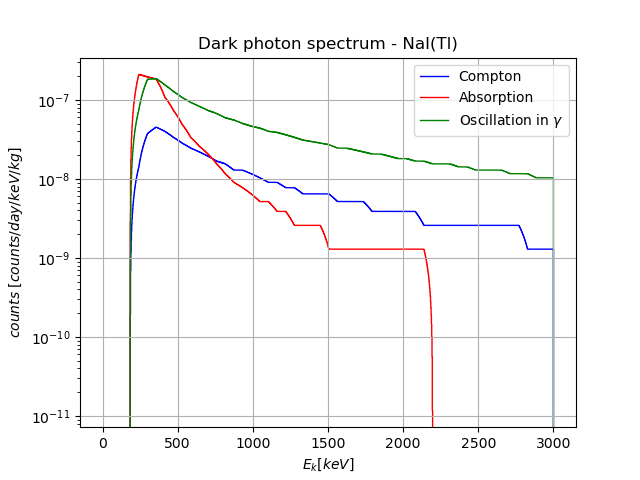 Dark photon spectrum - NaI(Tl)
Compton
Absorption
Oscillation in γ
counts [counts/day/keV/kg]
10⁻⁷
10⁻⁸
10⁻⁹
10⁻¹⁰
10⁻¹¹
0 500 1000 1500 2000 2500 3000
E_k[keV]